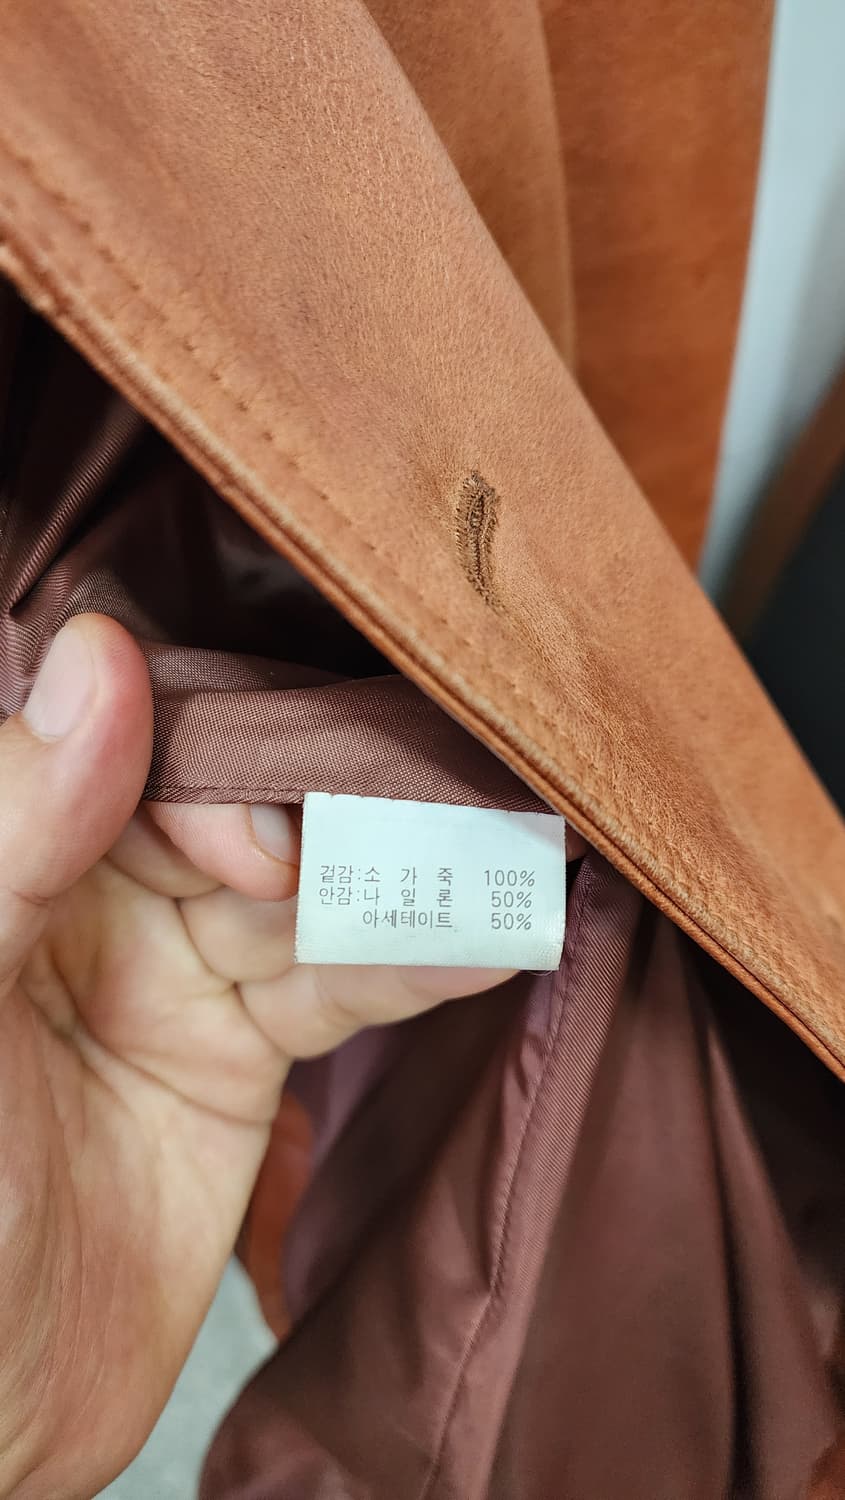 겉감:소 가 죽 100%
안감:나 일 론 50%
아세테이트 50%